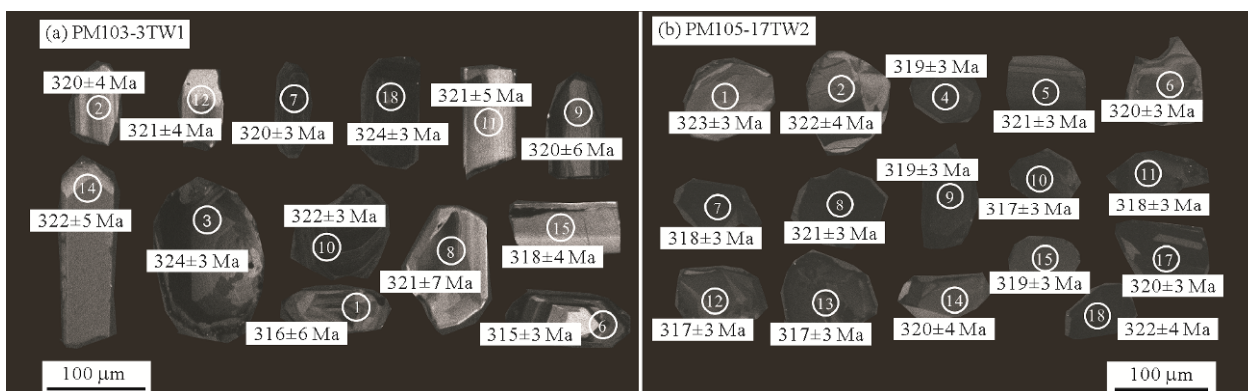 (a) PM103-3TW1
320±4 Ma
2
12
321±4 Ma
7
320±3 Ma
18
324±3 Ma
321±5 Ma
11
9
320±6 Ma
14
322±5 Ma
3
324±3 Ma
322±3 Ma
10
8
321±7 Ma
15
318±4 Ma
1
316±6 Ma
6
315±3 Ma
100 μm
(b) PM105-17TW2
1
323±3 Ma
2
322±4 Ma
319±3 Ma
4
5
321±3 Ma
6
320±3 Ma
7
318±3 Ma
8
321±3 Ma
319±3 Ma
9
10
317±3 Ma
11
318±3 Ma
12
317±3 Ma
13
317±3 Ma
14
320±4 Ma
15
319±3 Ma
17
320±3 Ma
18
322±4 Ma
100 μm